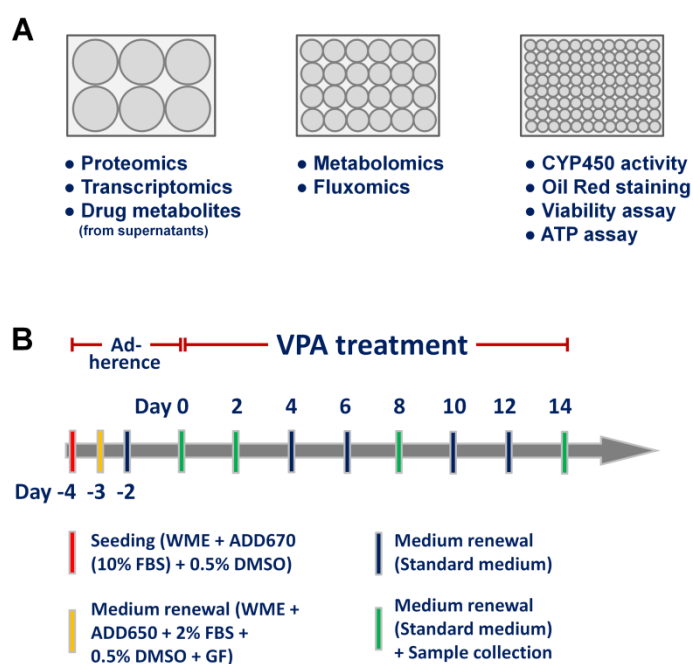 A
● Proteomics
● Transcriptomics
● Drug metabolites
(from supernatants)
● Metabolomics
● Fluxomics
● CYP450 activity
● Oil Red staining
● Viability assay
● ATP assay
B
Ad-
herence
VPA treatment
Day 0 2 4 6 8 10 12 14
Day -4 -3 -2
Seeding (WME + ADD670
(10% FBS) + 0.5% DMSO)
Medium renewal (WME +
ADD650 + 2% FBS +
0.5% DMSO + GF)
Medium renewal
(Standard medium)
Medium renewal
(Standard medium)
+ Sample collection